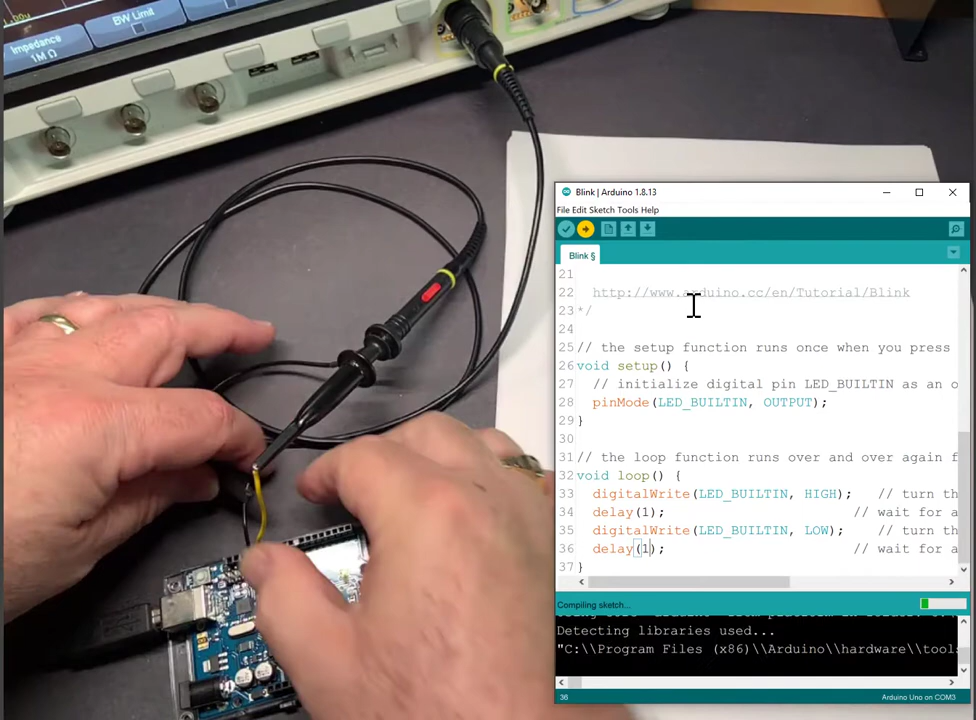 BW Limit
Impedance
1M Ω
Blink | Arduino 1.8.13
File Edit Sketch Tools Help
Blink §
21
22 http://www.arduino.cc/en/Tutorial/Blink
23 */
24
25 // the setup function runs once when you press
26 void setup() {
27 // initialize digital pin LED_BUILTIN as an o
28 pinMode(LED_BUILTIN, OUTPUT);
29 }
30
31 // the loop function runs over and over again f
32 void loop() {
33 digitalWrite(LED_BUILTIN, HIGH); // turn th
34 delay(1); // wait for a
35 digitalWrite(LED_BUILTIN, LOW); // turn th
36 delay(1); // wait for a
37 }
Compiling sketch...
Detecting libraries used...
"C:\\Program Files (x86)\\Arduino\\hardware\\tools
36
Arduino Uno on COM3